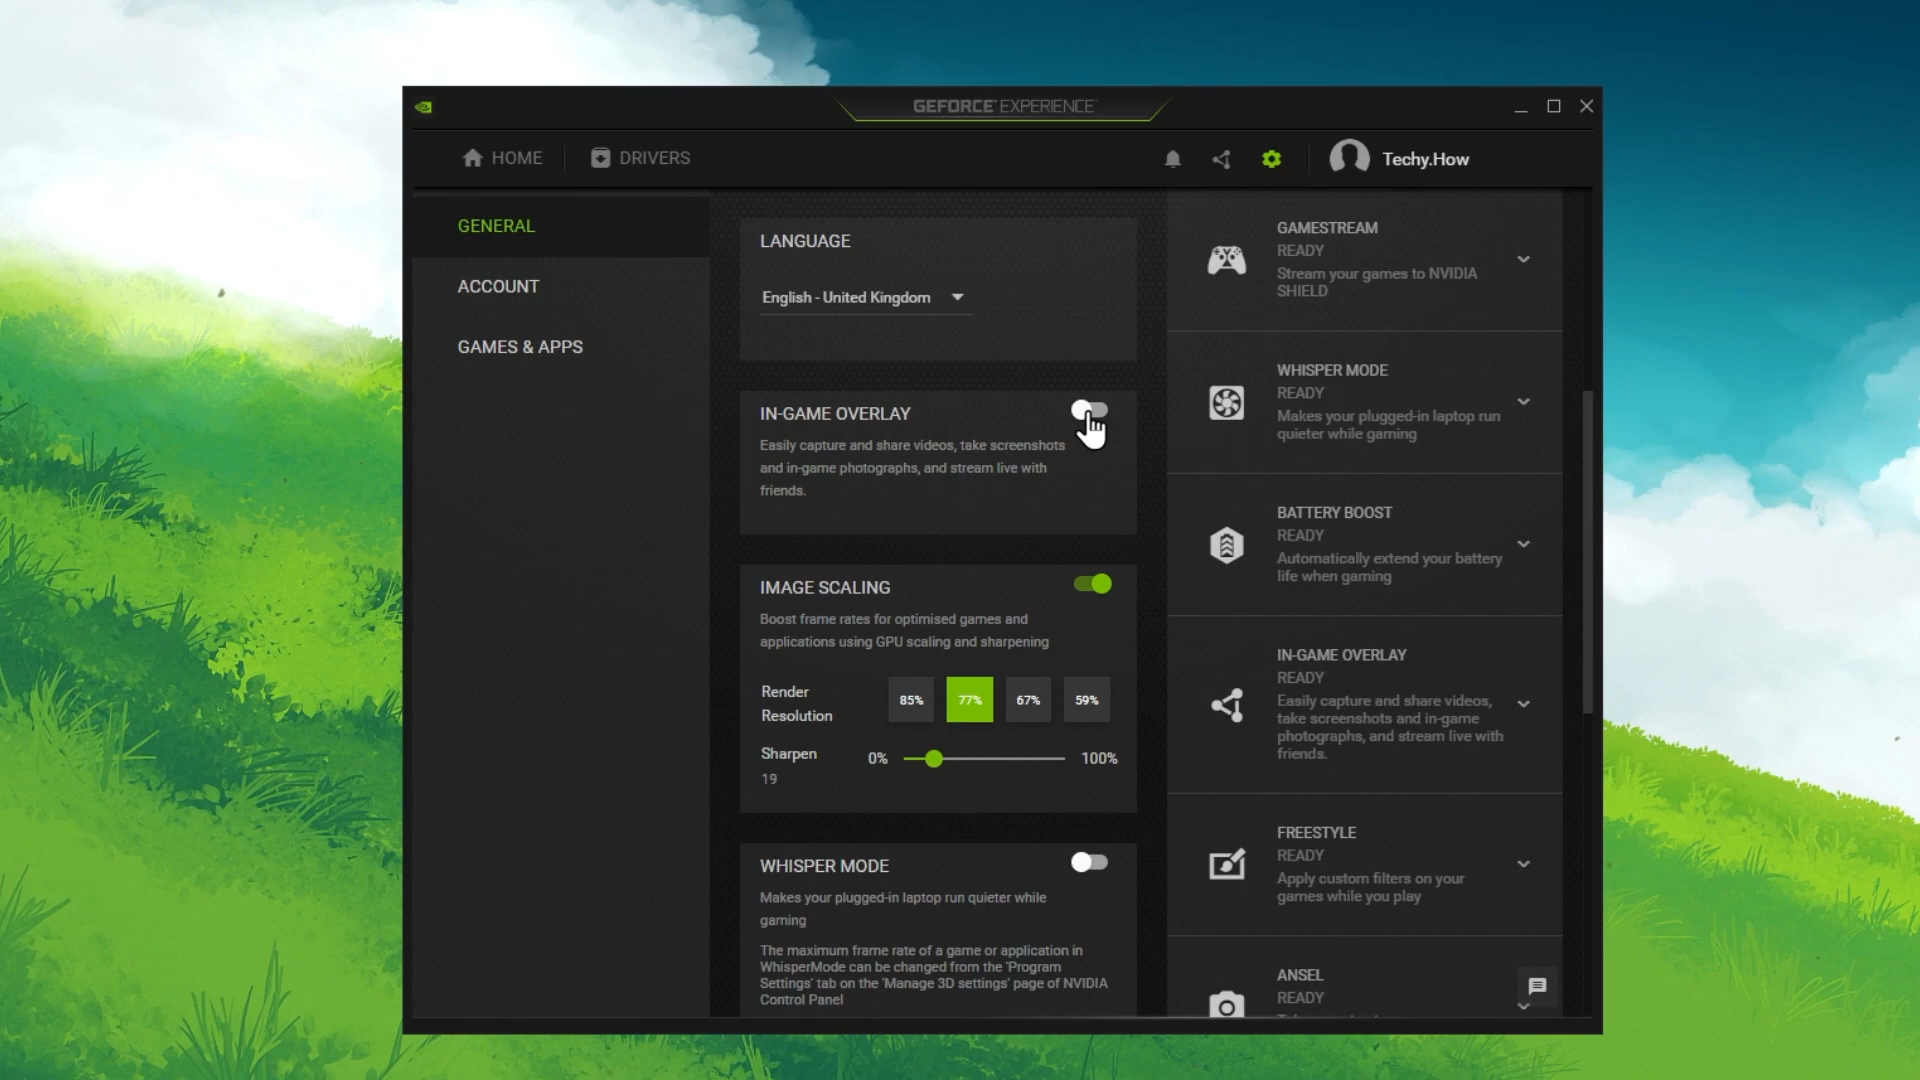 GEFORCE EXPERIENCE
HOME
DRIVERS
Techy.How
GENERAL
ACCOUNT
GAMES & APPS
LANGUAGE
English - United Kingdom
IN-GAME OVERLAY
Easily capture and share videos, take screenshots
and in-game photographs, and stream live with
friends.
IMAGE SCALING
Boost frame rates for optimised games and
applications using GPU scaling and sharpening
Render
Resolution
85%
77%
67%
59%
Sharpen
0%
100%
19
WHISPER MODE
Makes your plugged-in laptop run quieter while
gaming
The maximum frame rate of a game or application in
WhisperMode can be changed from the 'Program
Settings' tab on the 'Manage 3D settings' page of NVIDIA
Control Panel
GAMESTREAM
READY
Stream your games to NVIDIA
SHIELD
WHISPER MODE
READY
Makes your plugged-in laptop run
quieter while gaming
BATTERY BOOST
READY
Automatically extend your battery
life when gaming
IN-GAME OVERLAY
READY
Easily capture and share videos,
take screenshots and in-game
photographs, and stream live with
friends.
FREESTYLE
READY
Apply custom filters on your
games while you play
ANSEL
READY